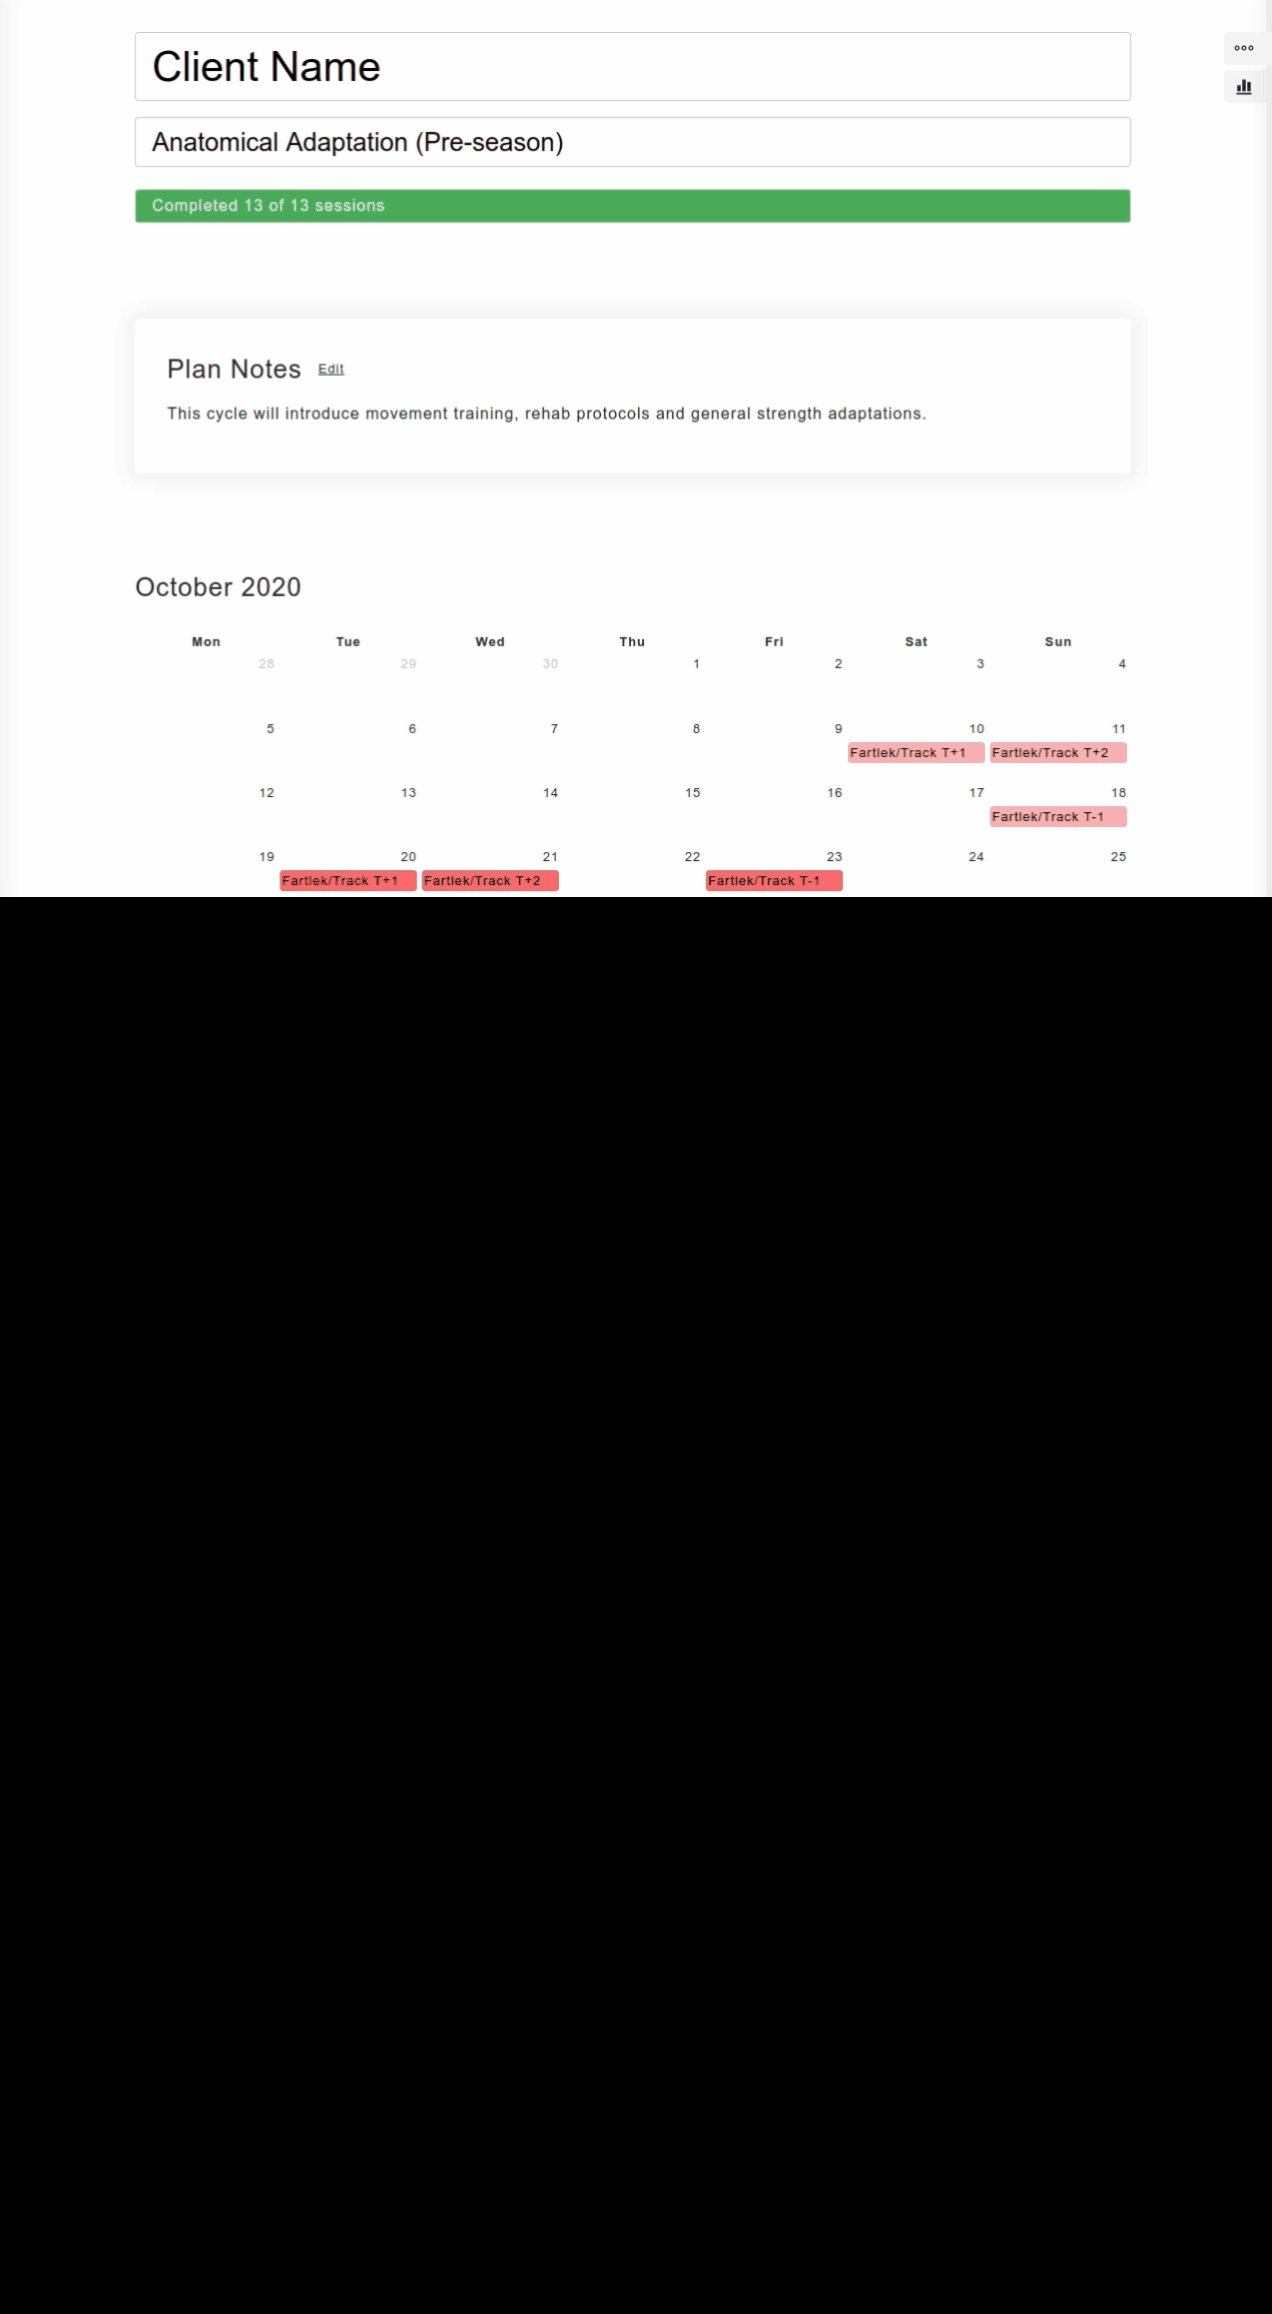 Client Name
Anatomical Adaptation (Pre-season)
Completed 13 of 13 sessions
Plan Notes Edit
This cycle will introduce movement training, rehab protocols and general strength adaptations.
October 2020
Mon Tue Wed Thu Fri Sat Sun
28 29 30 1 2 3 4
5 6 7 8 9 10 11
Fartlek/Track T+1 Fartlek/Track T+2
12 13 14 15 16 17 18
Fartlek/Track T-1
19 20 21 22 23 24 25
Fartlek/Track T+1 Fartlek/Track T+2 Fartlek/Track T-1